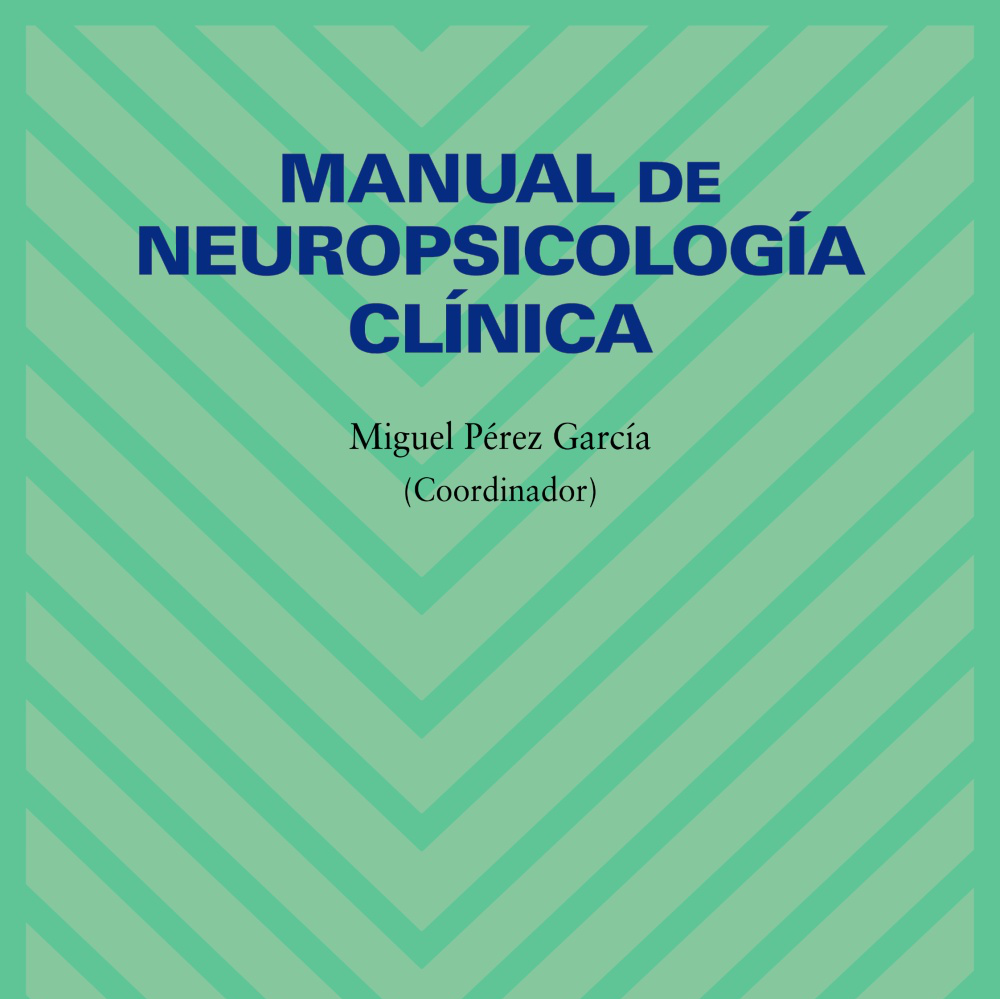 MANUAL DE
NEUROPSICOLOGÍA
CLÍNICA
Miguel Pérez García
(Coordinador)